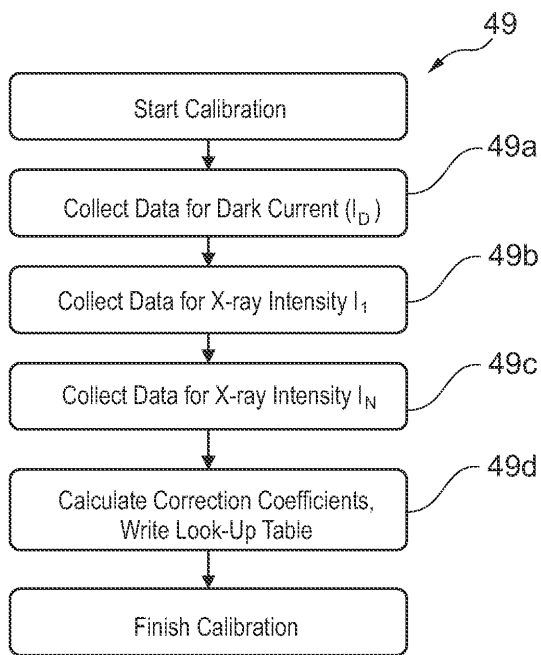 49
Start Calibration
49a
Collect Data for Dark Current (I_D)
49b
Collect Data for X-ray Intensity I_1
49c
Collect Data for X-ray Intensity I_N
49d
Calculate Correction Coefficients,
Write Look-Up Table
Finish Calibration